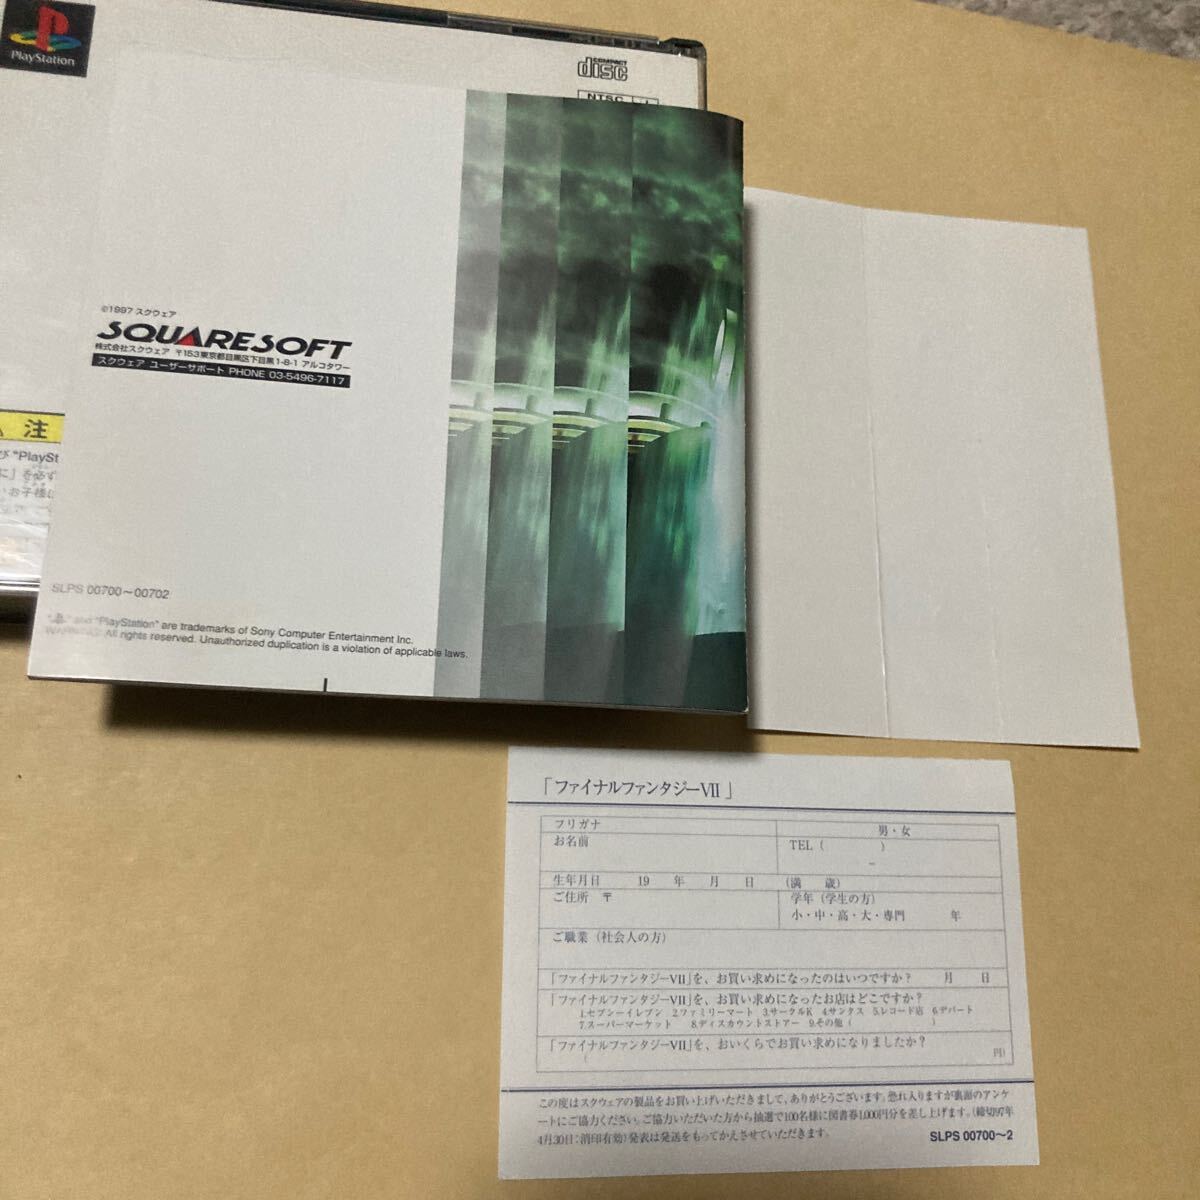 PlayStation
COMPACT
disc
NTSC J
©1997 スクウェア
SQUARESOFT
株式会社スクウェア 〒153東京都目黒区下目黒1-8-1 アルコタワー
スクウェア ユーザーサポート PHONE 03-5496-7117
注
び "PlaySt
に」を必ず
いお子様に
SLPS 00700～00702
" " and "PlayStation" are trademarks of Sony Computer Entertainment Inc.
WARNING: All rights reserved. Unauthorized duplication is a violation of applicable laws.
「ファイナルファンタジーVII」
フリガナ
男・女
お名前
TEL ( )
–
生年月日 19 年 月 日 (満 歳)
ご住所 〒
学年 (学生の方)
小・中・高・大・専門 年
ご職業 (社会人の方)
「ファイナルファンタジーVII」を、お買い求めになったのはいつですか? 月 日
「ファイナルファンタジーVII」を、お買い求めになったお店はどこですか?
1.セブン−イレブン 2.ファミリーマート 3.サークルK 4.サンクス 5.レコード店 6.デパート
7.スーパーマーケット 8.ディスカウントストアー 9.その他 ( )
「ファイナルファンタジーVII」を、おいくらでお買い求めになりましたか?
( 円)
この度はスクウェアの製品をお買い上げいただきまして、ありがとうございます。恐れ入りますが裏面のアンケ
ートにご協力ください。ご協力いただいた方から抽選で100名様に図書券1,000円分を差し上げます。(締切97年
4月30日:消印有効)発表は発送をもってかえさせていただきます。
SLPS 00700～2